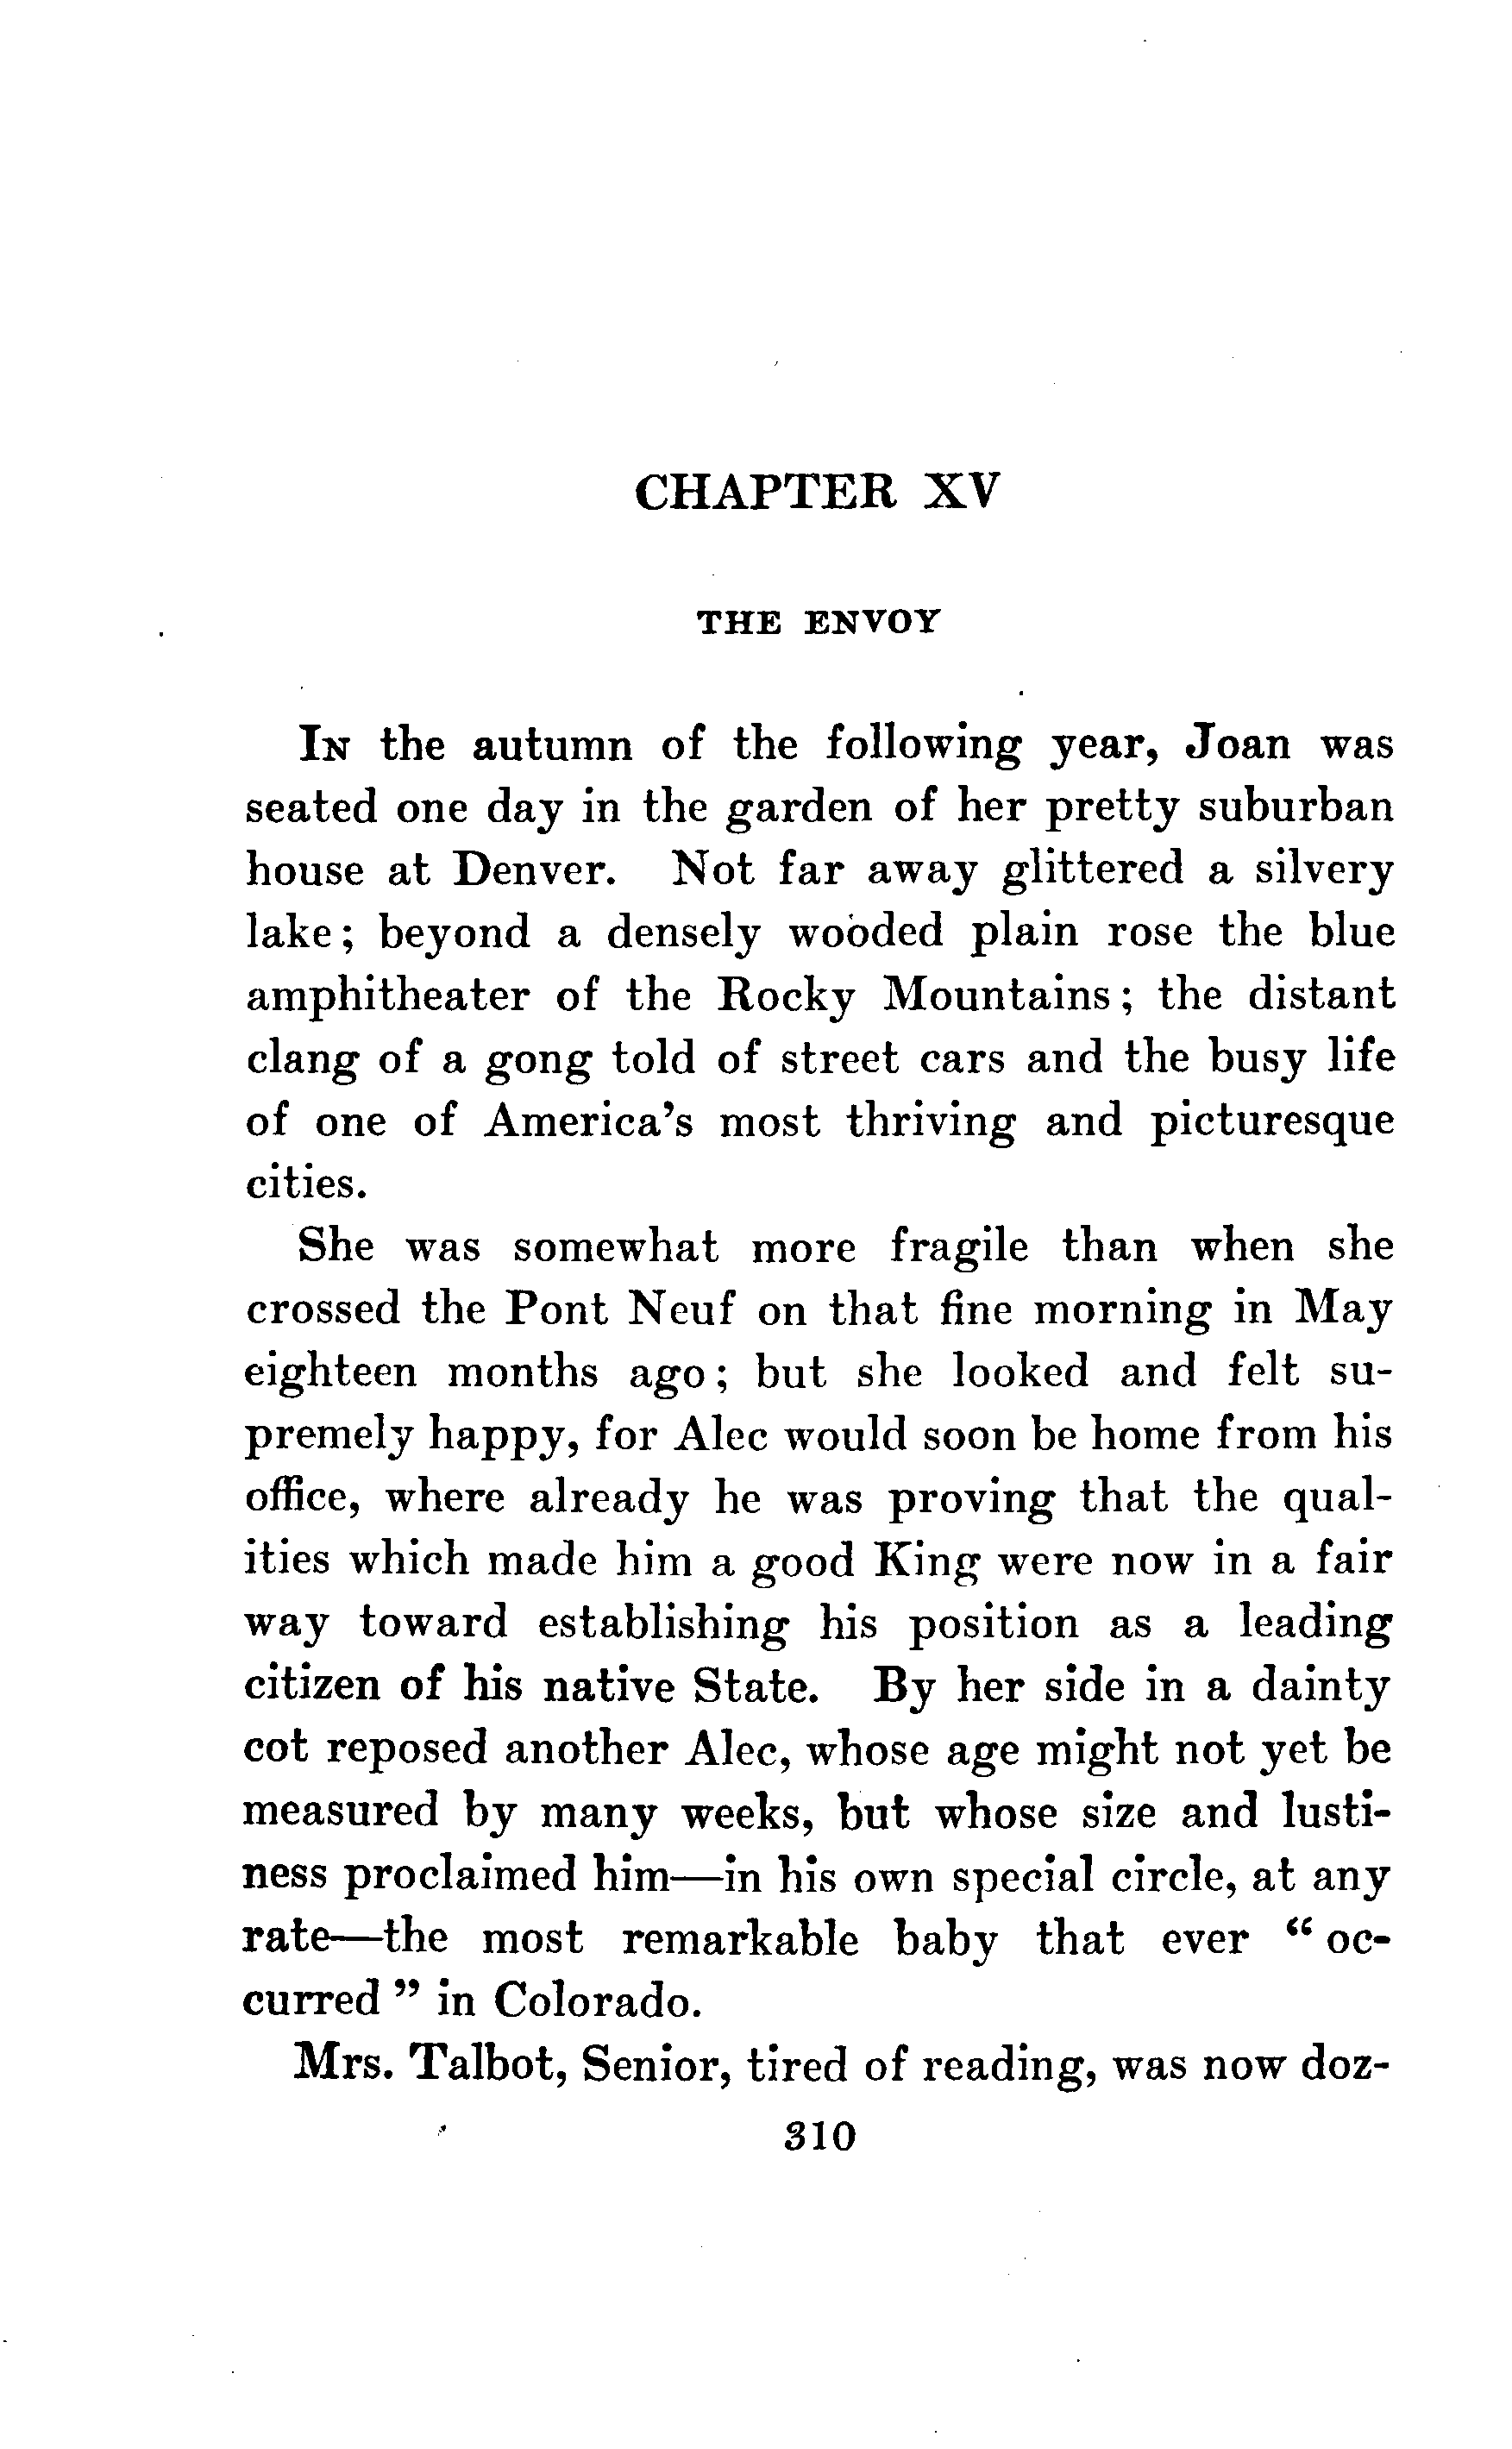 CHAPTER XV
THE ENVOY
In the autumn of the following year, Joan was
seated one day in the garden of her pretty suburban
house at Denver. Not far away glittered a silvery
lake; beyond a densely wooded plain rose the blue
amphitheater of the Rocky Mountains; the distant
clang of a gong told of street cars and the busy life
of one of America's most thriving and picturesque
cities.
She was somewhat more fragile than when she
crossed the Pont Neuf on that fine morning in May
eighteen months ago; but she looked and felt su-
premely happy, for Alec would soon be home from his
office, where already he was proving that the qual-
ities which made him a good King were now in a fair
way toward establishing his position as a leading
citizen of his native State. By her side in a dainty
cot reposed another Alec, whose age might not yet be
measured by many weeks, but whose size and lusti-
ness proclaimed him—in his own special circle, at any
rate—the most remarkable baby that ever “ oc-
curred ” in Colorado.
Mrs. Talbot, Senior, tired of reading, was now doz-
310